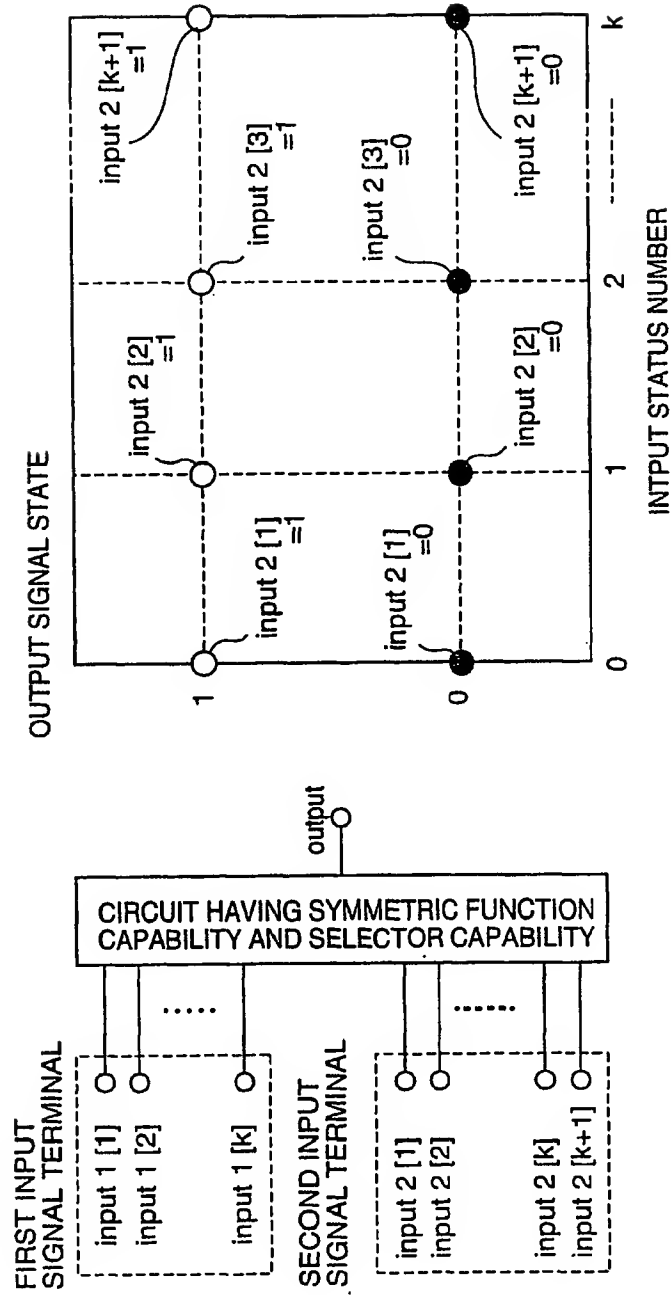 FIRST INPUT
SIGNAL TERMINAL
input 1 [1]
input 1 [2]
.....
input 1 [k]
SECOND INPUT
SIGNAL TERMINAL
input 2 [1]
input 2 [2]
.......
input 2 [k]
input 2 [k+1]
CIRCUIT HAVING SYMMETRIC FUNCTION
CAPABILITY AND SELECTOR CAPABILITY
output
OUTPUT SIGNAL STATE
1
0
input 2 [1]
=1
input 2 [2]
=1
input 2 [3]
=1
input 2 [k+1]
=1
input 2 [1]
=0
input 2 [2]
=0
input 2 [3]
=0
input 2 [k+1]
=0
0 1 2 k
INTPUT STATUS NUMBER